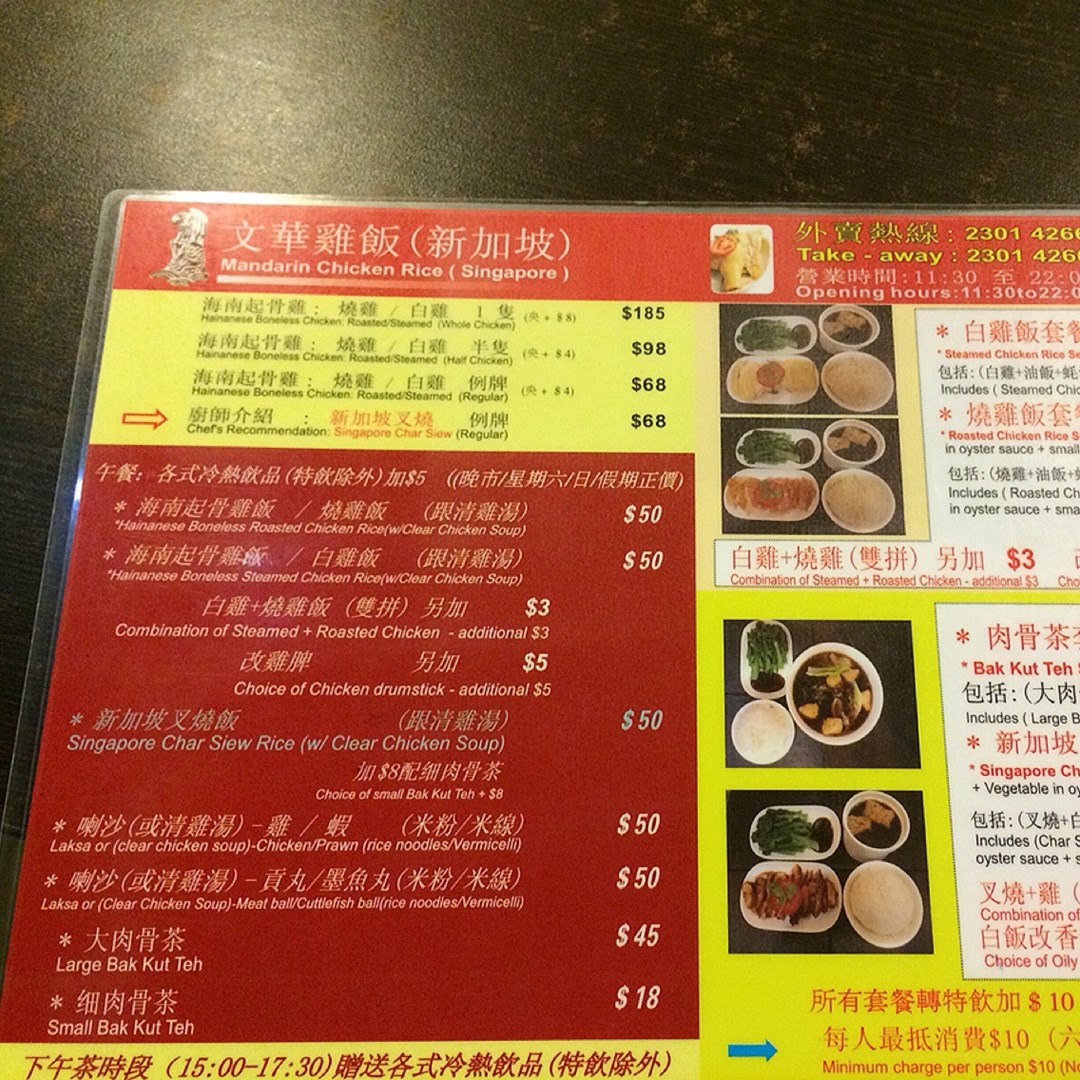 文華雞飯(新加坡)
Mandarin Chicken Rice ( Singapore )
外賣熱線 : 2301 4266
Take - away : 2301 4266
營業時間:11:30 至 22:0
Opening hours:11:30to22:0
海南起骨雞 : 燒雞 / 白雞 1 隻 (央 + $8) $185
Hainanese Boneless Chicken: Roasted/Steamed (Whole Chicken)
海南起骨雞 : 燒雞 / 白雞 半隻 (央 + $4) $98
Hainanese Boneless Chicken: Roasted/Steamed (Half Chicken)
海南起骨雞 : 燒雞 / 白雞 例牌 (央 + $4) $68
Hainanese Boneless Chicken: Roasted/Steamed (Regular)
廚師介紹 : 新加坡叉燒 例牌 $68
Chef's Recommendation: Singapore Char Siew (Regular)
午餐: 各式冷熱飲品(特飲除外)加$5 ((晚市/星期六/日/假期正價)
* 海南起骨雞飯 / 燒雞飯 (跟清雞湯) $50
*Hainanese Boneless Roasted Chicken Rice(w/Clear Chicken Soup)
* 海南起骨雞飯 / 白雞飯 (跟清雞湯) $50
*Hainanese Boneless Steamed Chicken Rice(w/Clear Chicken Soup)
白雞+燒雞飯 (雙拼) 另加 $3
Combination of Steamed + Roasted Chicken - additional $3
改雞脾 另加 $5
Choice of Chicken drumstick - additional $5
* 新加坡叉燒飯 (跟清雞湯) $50
Singapore Char Siew Rice (w/ Clear Chicken Soup)
加$8配细肉骨茶
Choice of small Bak Kut Teh + $8
* 喇沙(或清雞湯)-雞 / 蝦 (米粉/米線) $50
Laksa or (clear chicken soup)-Chicken/Prawn (rice noodles/Vermicelli)
* 喇沙(或清雞湯)-貢丸/墨魚丸(米粉/米線) $50
Laksa or (Clear Chicken Soup)-Meat ball/Cuttlefish ball(rice noodles/Vermicelli)
* 大肉骨茶 $45
Large Bak Kut Teh
* 细肉骨茶 $18
Small Bak Kut Teh
下午茶時段 (15:00-17:30)贈送各式冷熱飲品(特飲除外)
* 白雞飯套餐
* Steamed Chicken Rice Se
包括:(白雞+油飯+蚝
Includes ( Steamed Chic
* 燒雞飯套餐
* Roasted Chicken Rice S
in oyster sauce + small
包括:(燒雞+油飯+蚝
Includes ( Roasted Ch
in oyster sauce + sma
白雞+燒雞(雙拼) 另加 $3
Combination of Steamed + Roasted Chicken - additional $3 Cho
* 肉骨茶套
* Bak Kut Teh
包括:(大肉
Includes ( Large B
* 新加坡
* Singapore Ch
+ Vegetable in oy
包括:(叉燒+白
Includes (Char S
oyster sauce + s
叉燒+雞 (
Combination of
白飯改香
Choice of Oily
所有套餐轉特飲加 $ 10
每人最抵消費$10 (六
Minimum charge per person $10 (No